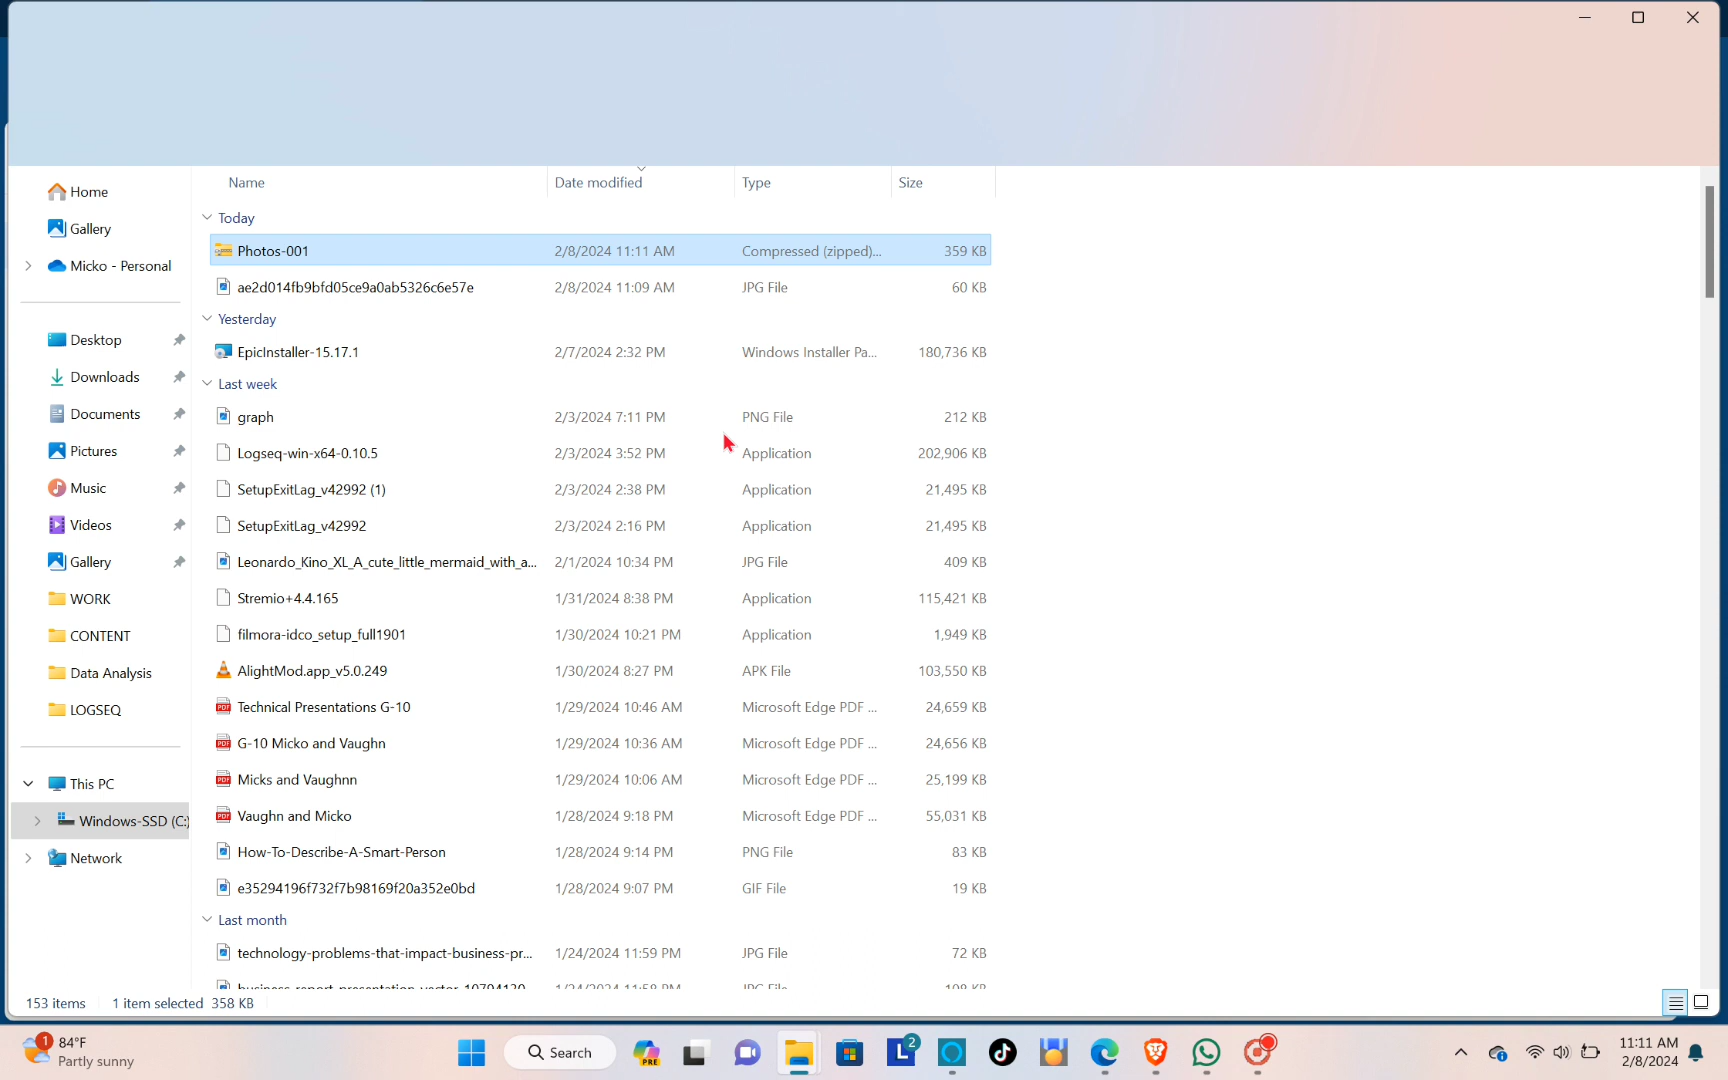 Name Date modified Type Size
Home
Gallery
Micko - Personal
Desktop
Downloads
Documents
Pictures
Music
Videos
Gallery
WORK
CONTENT
Data Analysis
LOGSEQ
This PC
Windows-SSD (C:)
Network
Today
Photos-001 2/8/2024 11:11 AM Compressed (zipped)... 359 KB
ae2d014fb9bfd05ce9a0ab5326c6e57e 2/8/2024 11:09 AM JPG File 60 KB
Yesterday
EpicInstaller-15.17.1 2/7/2024 2:32 PM Windows Installer Pa... 180,736 KB
Last week
graph 2/3/2024 7:11 PM PNG File 212 KB
Logseq-win-x64-0.10.5 2/3/2024 3:52 PM Application 202,906 KB
SetupExitLag_v42992 (1) 2/3/2024 2:38 PM Application 21,495 KB
SetupExitLag_v42992 2/3/2024 2:16 PM Application 21,495 KB
Leonardo_Kino_XL_A_cute_little_mermaid_with_a... 2/1/2024 10:34 PM JPG File 409 KB
Stremio+4.4.165 1/31/2024 8:38 PM Application 115,421 KB
filmora-idco_setup_full1901 1/30/2024 10:21 PM Application 1,949 KB
AlightMod.app_v5.0.249 1/30/2024 8:27 PM APK File 103,550 KB
Technical Presentations G-10 1/29/2024 10:46 AM Microsoft Edge PDF ... 24,659 KB
G-10 Micko and Vaughn 1/29/2024 10:36 AM Microsoft Edge PDF ... 24,656 KB
Micks and Vaughnn 1/29/2024 10:06 AM Microsoft Edge PDF ... 25,199 KB
Vaughn and Micko 1/28/2024 9:18 PM Microsoft Edge PDF ... 55,031 KB
How-To-Describe-A-Smart-Person 1/28/2024 9:14 PM PNG File 83 KB
e35294196f732f7b98169f20a352e0bd 1/28/2024 9:07 PM GIF File 19 KB
Last month
technology-problems-that-impact-business-pr... 1/24/2024 11:59 PM JPG File 72 KB
153 items 1 item selected 358 KB
1 84°F
Partly sunny
Search
PRE
L 2
11:11 AM
2/8/2024